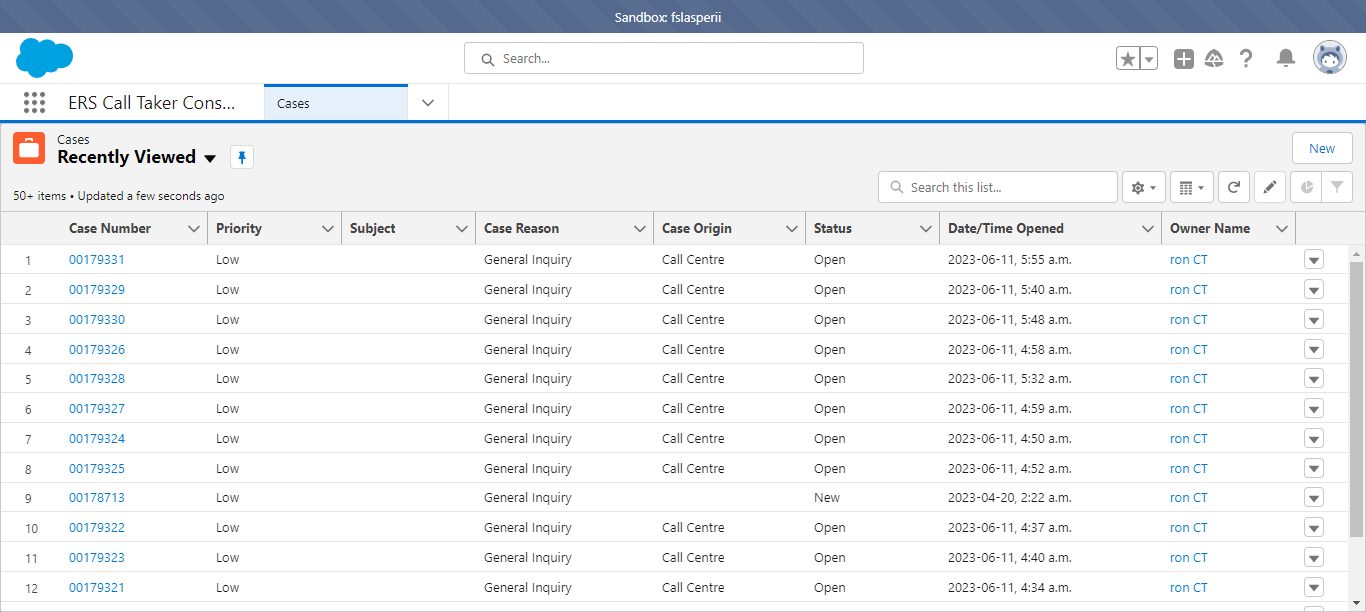 Sandbox: fslasperii
Search...
ERS Call Taker Cons...
Cases
Cases
Recently Viewed
New
50+ items • Updated a few seconds ago
Search this list...
Case Number Priority Subject Case Reason Case Origin Status Date/Time Opened Owner Name
1 00179331 Low General Inquiry Call Centre Open 2023-06-11, 5:55 a.m. ron CT
2 00179329 Low General Inquiry Call Centre Open 2023-06-11, 5:40 a.m. ron CT
3 00179330 Low General Inquiry Call Centre Open 2023-06-11, 5:48 a.m. ron CT
4 00179326 Low General Inquiry Call Centre Open 2023-06-11, 4:58 a.m. ron CT
5 00179328 Low General Inquiry Call Centre Open 2023-06-11, 5:32 a.m. ron CT
6 00179327 Low General Inquiry Call Centre Open 2023-06-11, 4:59 a.m. ron CT
7 00179324 Low General Inquiry Call Centre Open 2023-06-11, 4:50 a.m. ron CT
8 00179325 Low General Inquiry Call Centre Open 2023-06-11, 4:52 a.m. ron CT
9 00178713 Low General Inquiry New 2023-04-20, 2:22 a.m. ron CT
10 00179322 Low General Inquiry Call Centre Open 2023-06-11, 4:37 a.m. ron CT
11 00179323 Low General Inquiry Call Centre Open 2023-06-11, 4:40 a.m. ron CT
12 00179321 Low General Inquiry Call Centre Open 2023-06-11, 4:34 a.m. ron CT